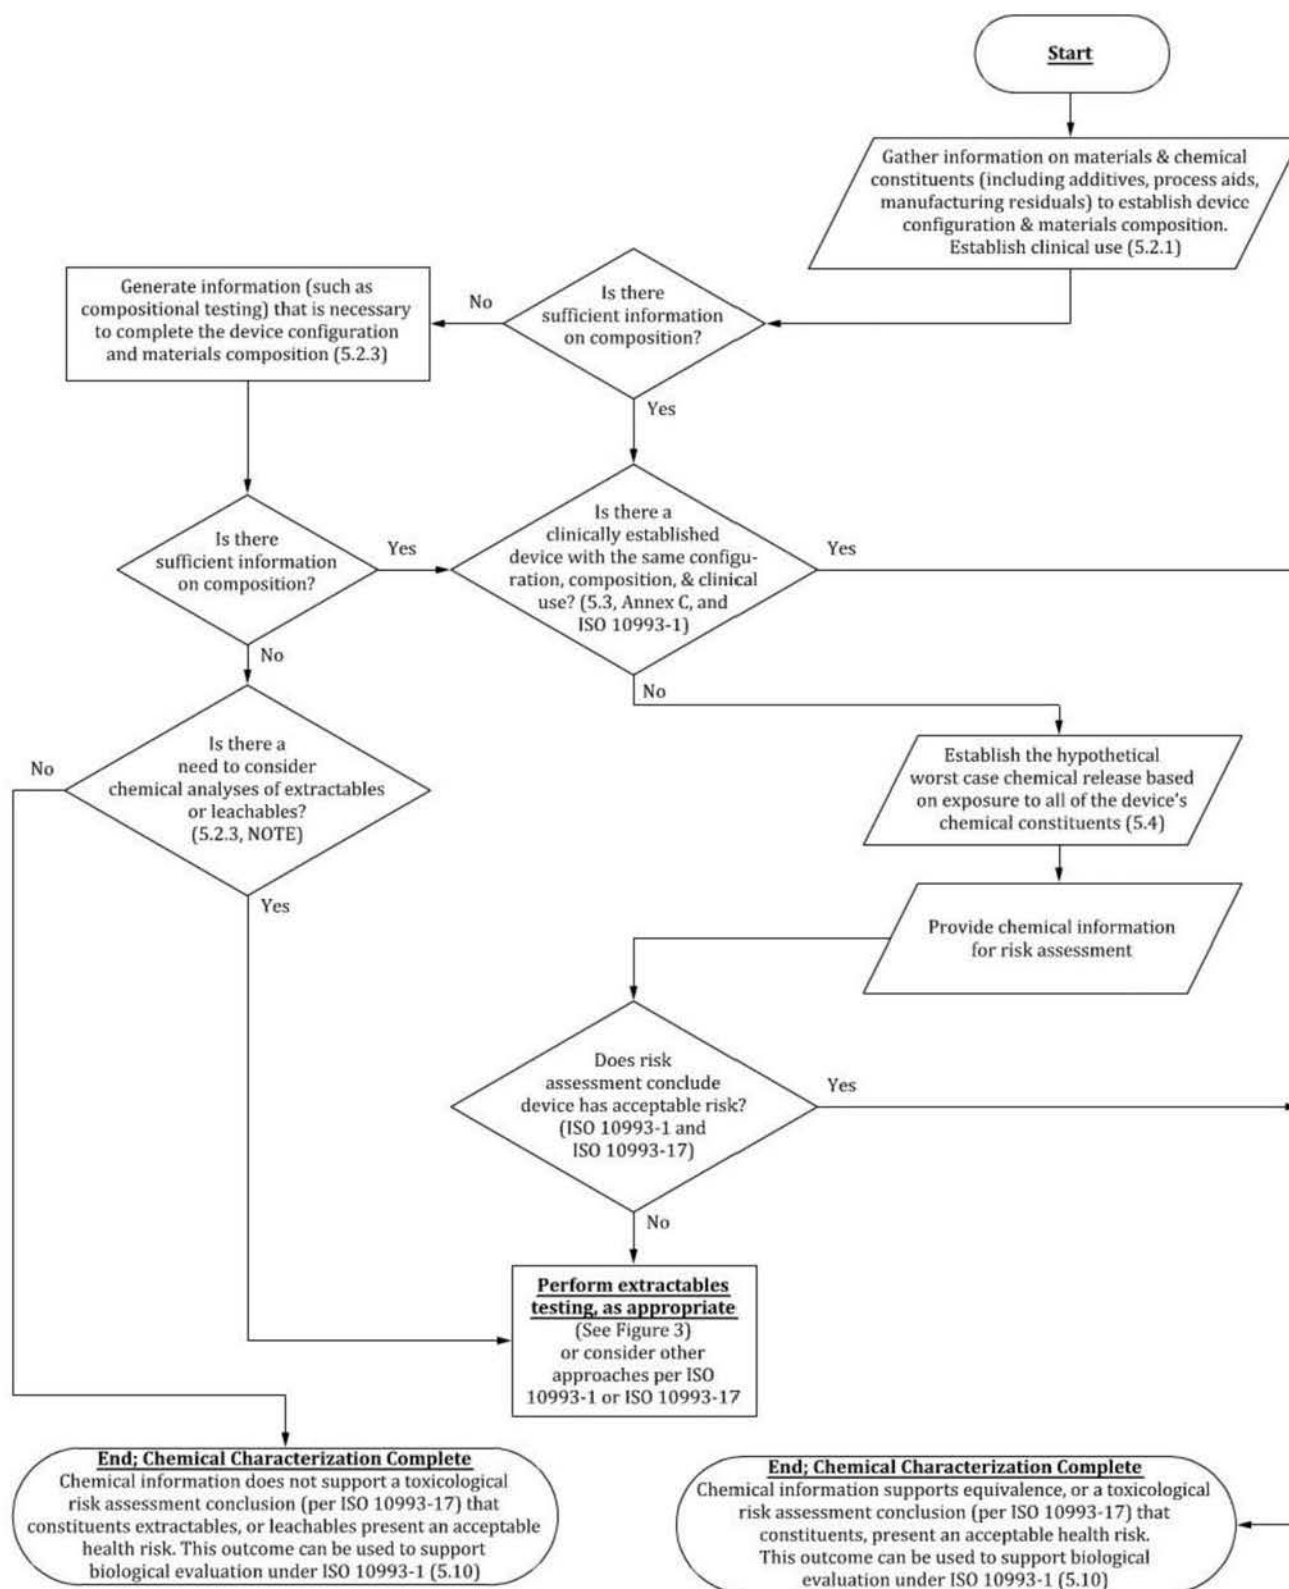 Start
Gather information on materials & chemical
constituents (including additives, process aids,
manufacturing residuals) to establish device
configuration & materials composition.
Establish clinical use (5.2.1)
Generate information (such as
compositional testing) that is necessary
to complete the device configuration
and materials composition (5.2.3)
No
Is there
sufficient information
on composition?
Yes
Is there
sufficient information
on composition?
Yes
Is there a
clinically established
device with the same configu-
ration, composition, & clinical
use? (5.3, Annex C, and
ISO 10993-1)
Yes
No
No
No
Is there a
need to consider
chemical analyses of extractables
or leachables?
(5.2.3, NOTE)
Yes
Establish the hypothetical
worst case chemical release based
on exposure to all of the device's
chemical constituents (5.4)
Provide chemical information
for risk assessment
Does risk
assessment conclude
device has acceptable risk?
(ISO 10993-1 and
ISO 10993-17)
Yes
No
Perform extractables
testing, as appropriate
(See Figure 3)
or consider other
approaches per ISO
10993-1 or ISO 10993-17
End; Chemical Characterization Complete
Chemical information does not support a toxicological
risk assessment conclusion (per ISO 10993-17) that
constituents extractables, or leachables present an acceptable
health risk. This outcome can be used to support
biological evaluation under ISO 10993-1 (5.10)
End; Chemical Characterization Complete
Chemical information supports equivalence, or a toxicological
risk assessment conclusion (per ISO 10993-17) that
constituents, present an acceptable health risk.
This outcome can be used to support biological
evaluation under ISO 10993-1 (5.10)